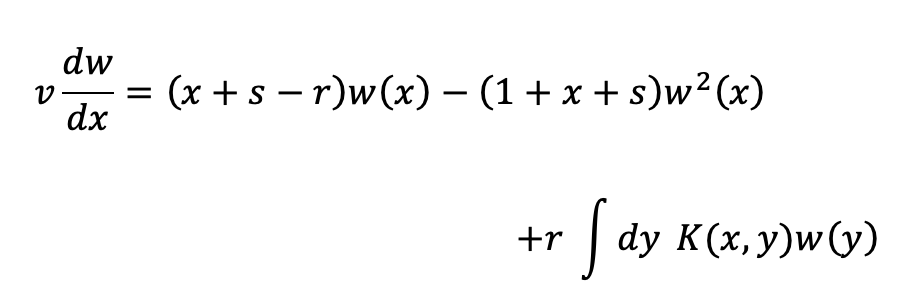 v dw/dx = (x + s − r)w(x) − (1 + x + s)w²(x)
+r ∫ dy K(x, y)w(y)